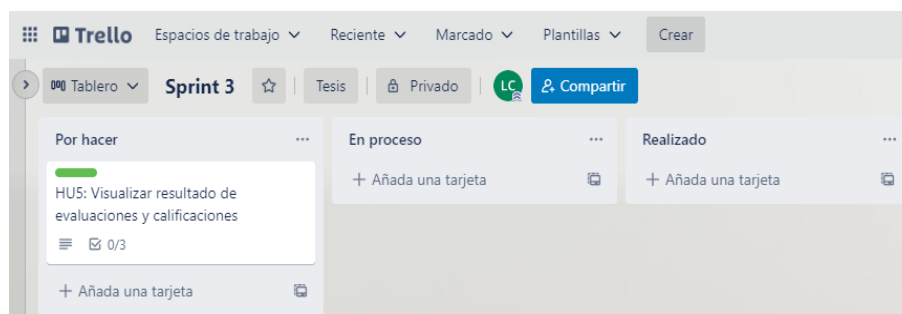 Trello Espacios de trabajo Reciente Marcado Plantillas Crear
Tablero Sprint 3 Tesis Privado LC Compartir
Por hacer
HU5: Visualizar resultado de
evaluaciones y calificaciones
0/3
+ Añada una tarjeta
En proceso
+ Añada una tarjeta
Realizado
+ Añada una tarjeta